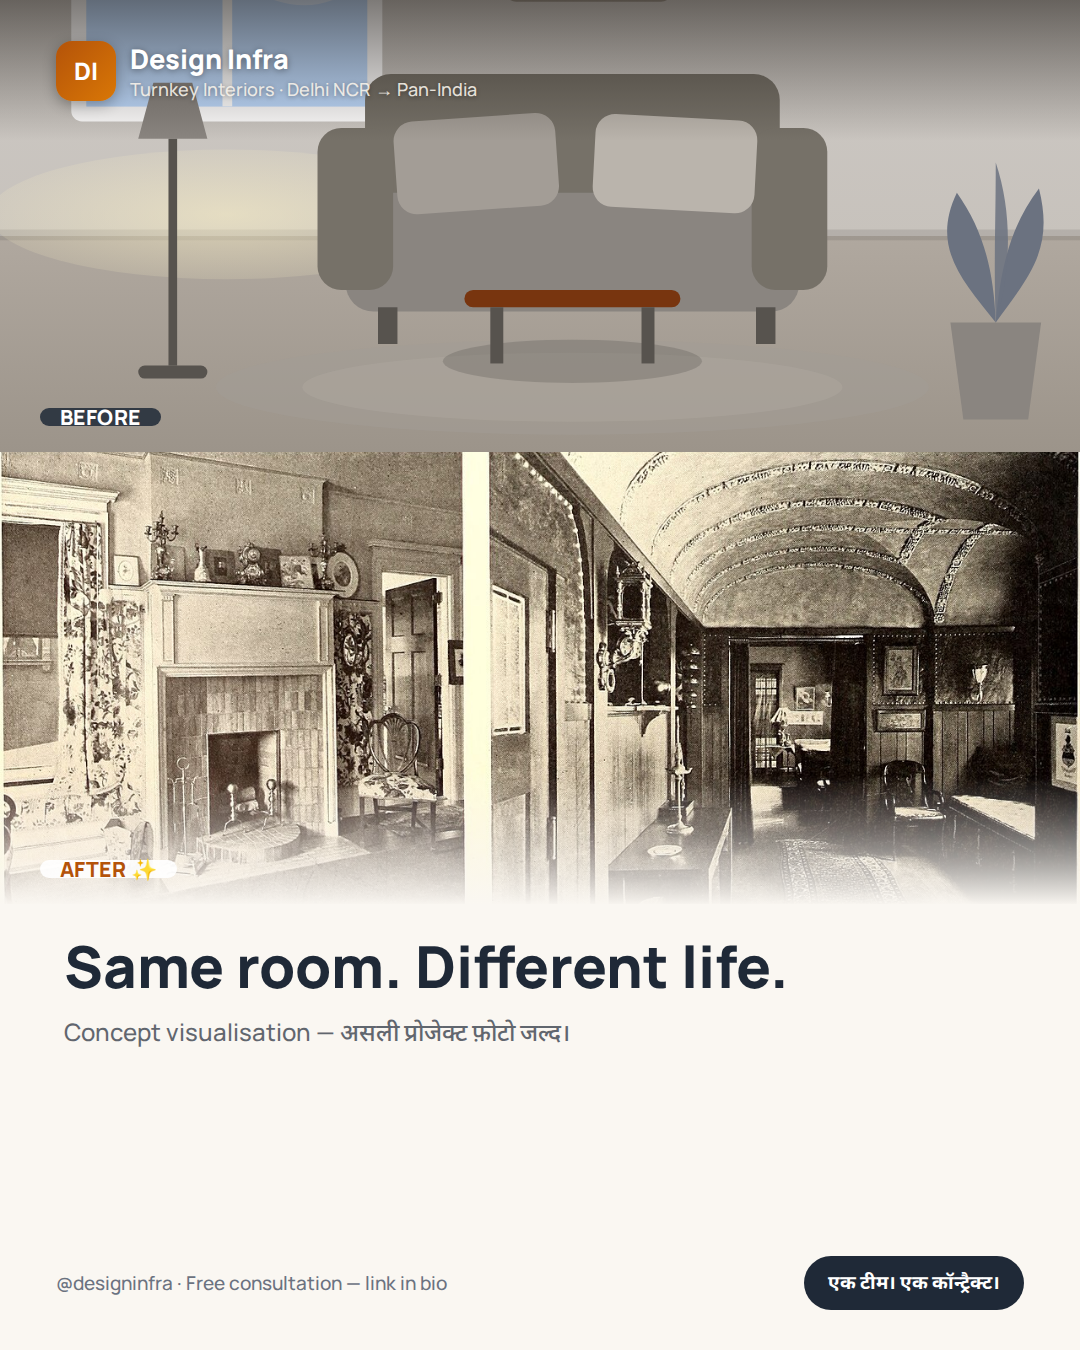 DI
Design Infra
Turnkey Interiors · Delhi NCR → Pan-India
BEFORE
AFTER ✨
Same room. Different life.
Concept visualisation — असली प्रोजेक्ट फ़ोटो जल्द।
@designinfra · Free consultation — link in bio
एक टीम। एक कॉन्ट्रैक्ट।